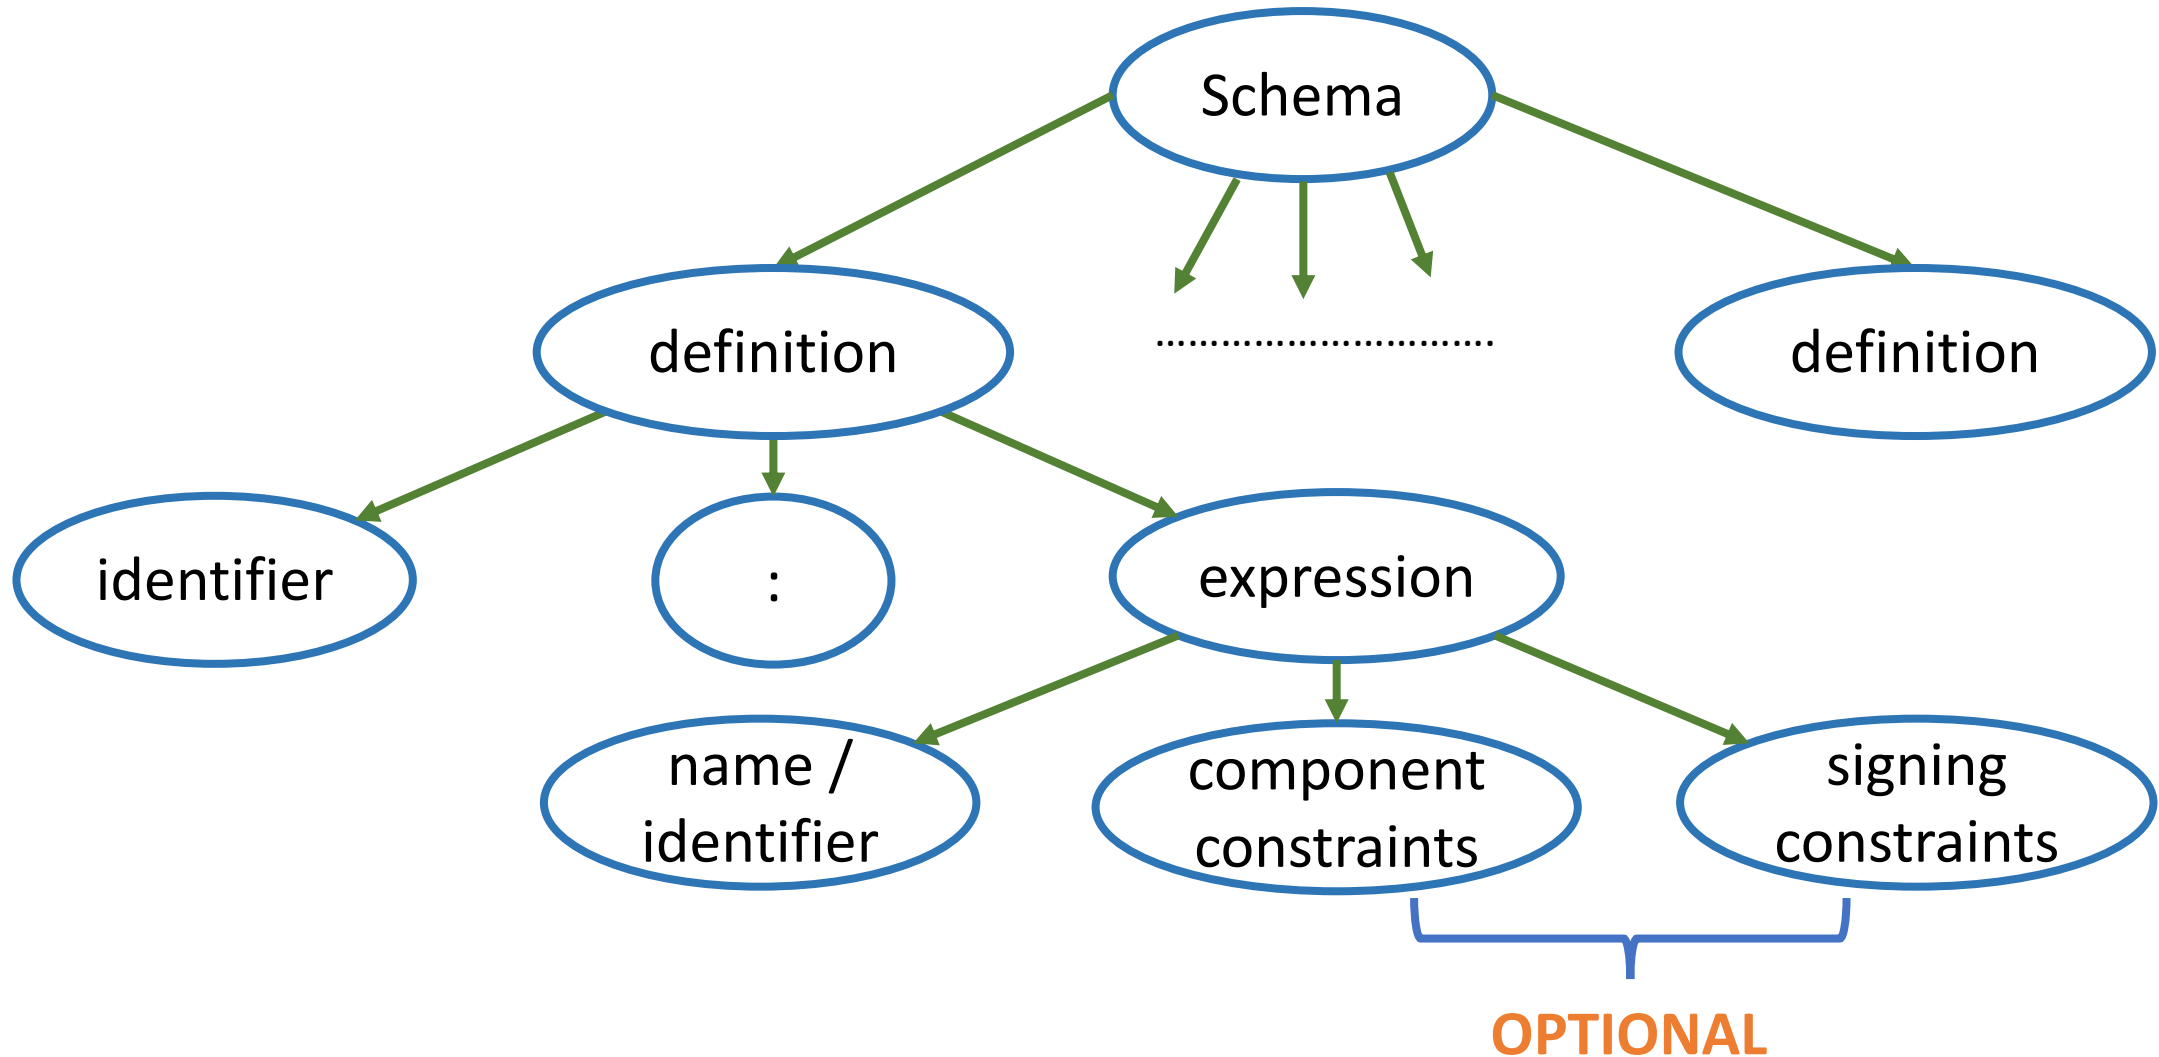 Schema
definition
...............................
definition
identifier
:
expression
name /
identifier
component
constraints
signing
constraints
OPTIONAL